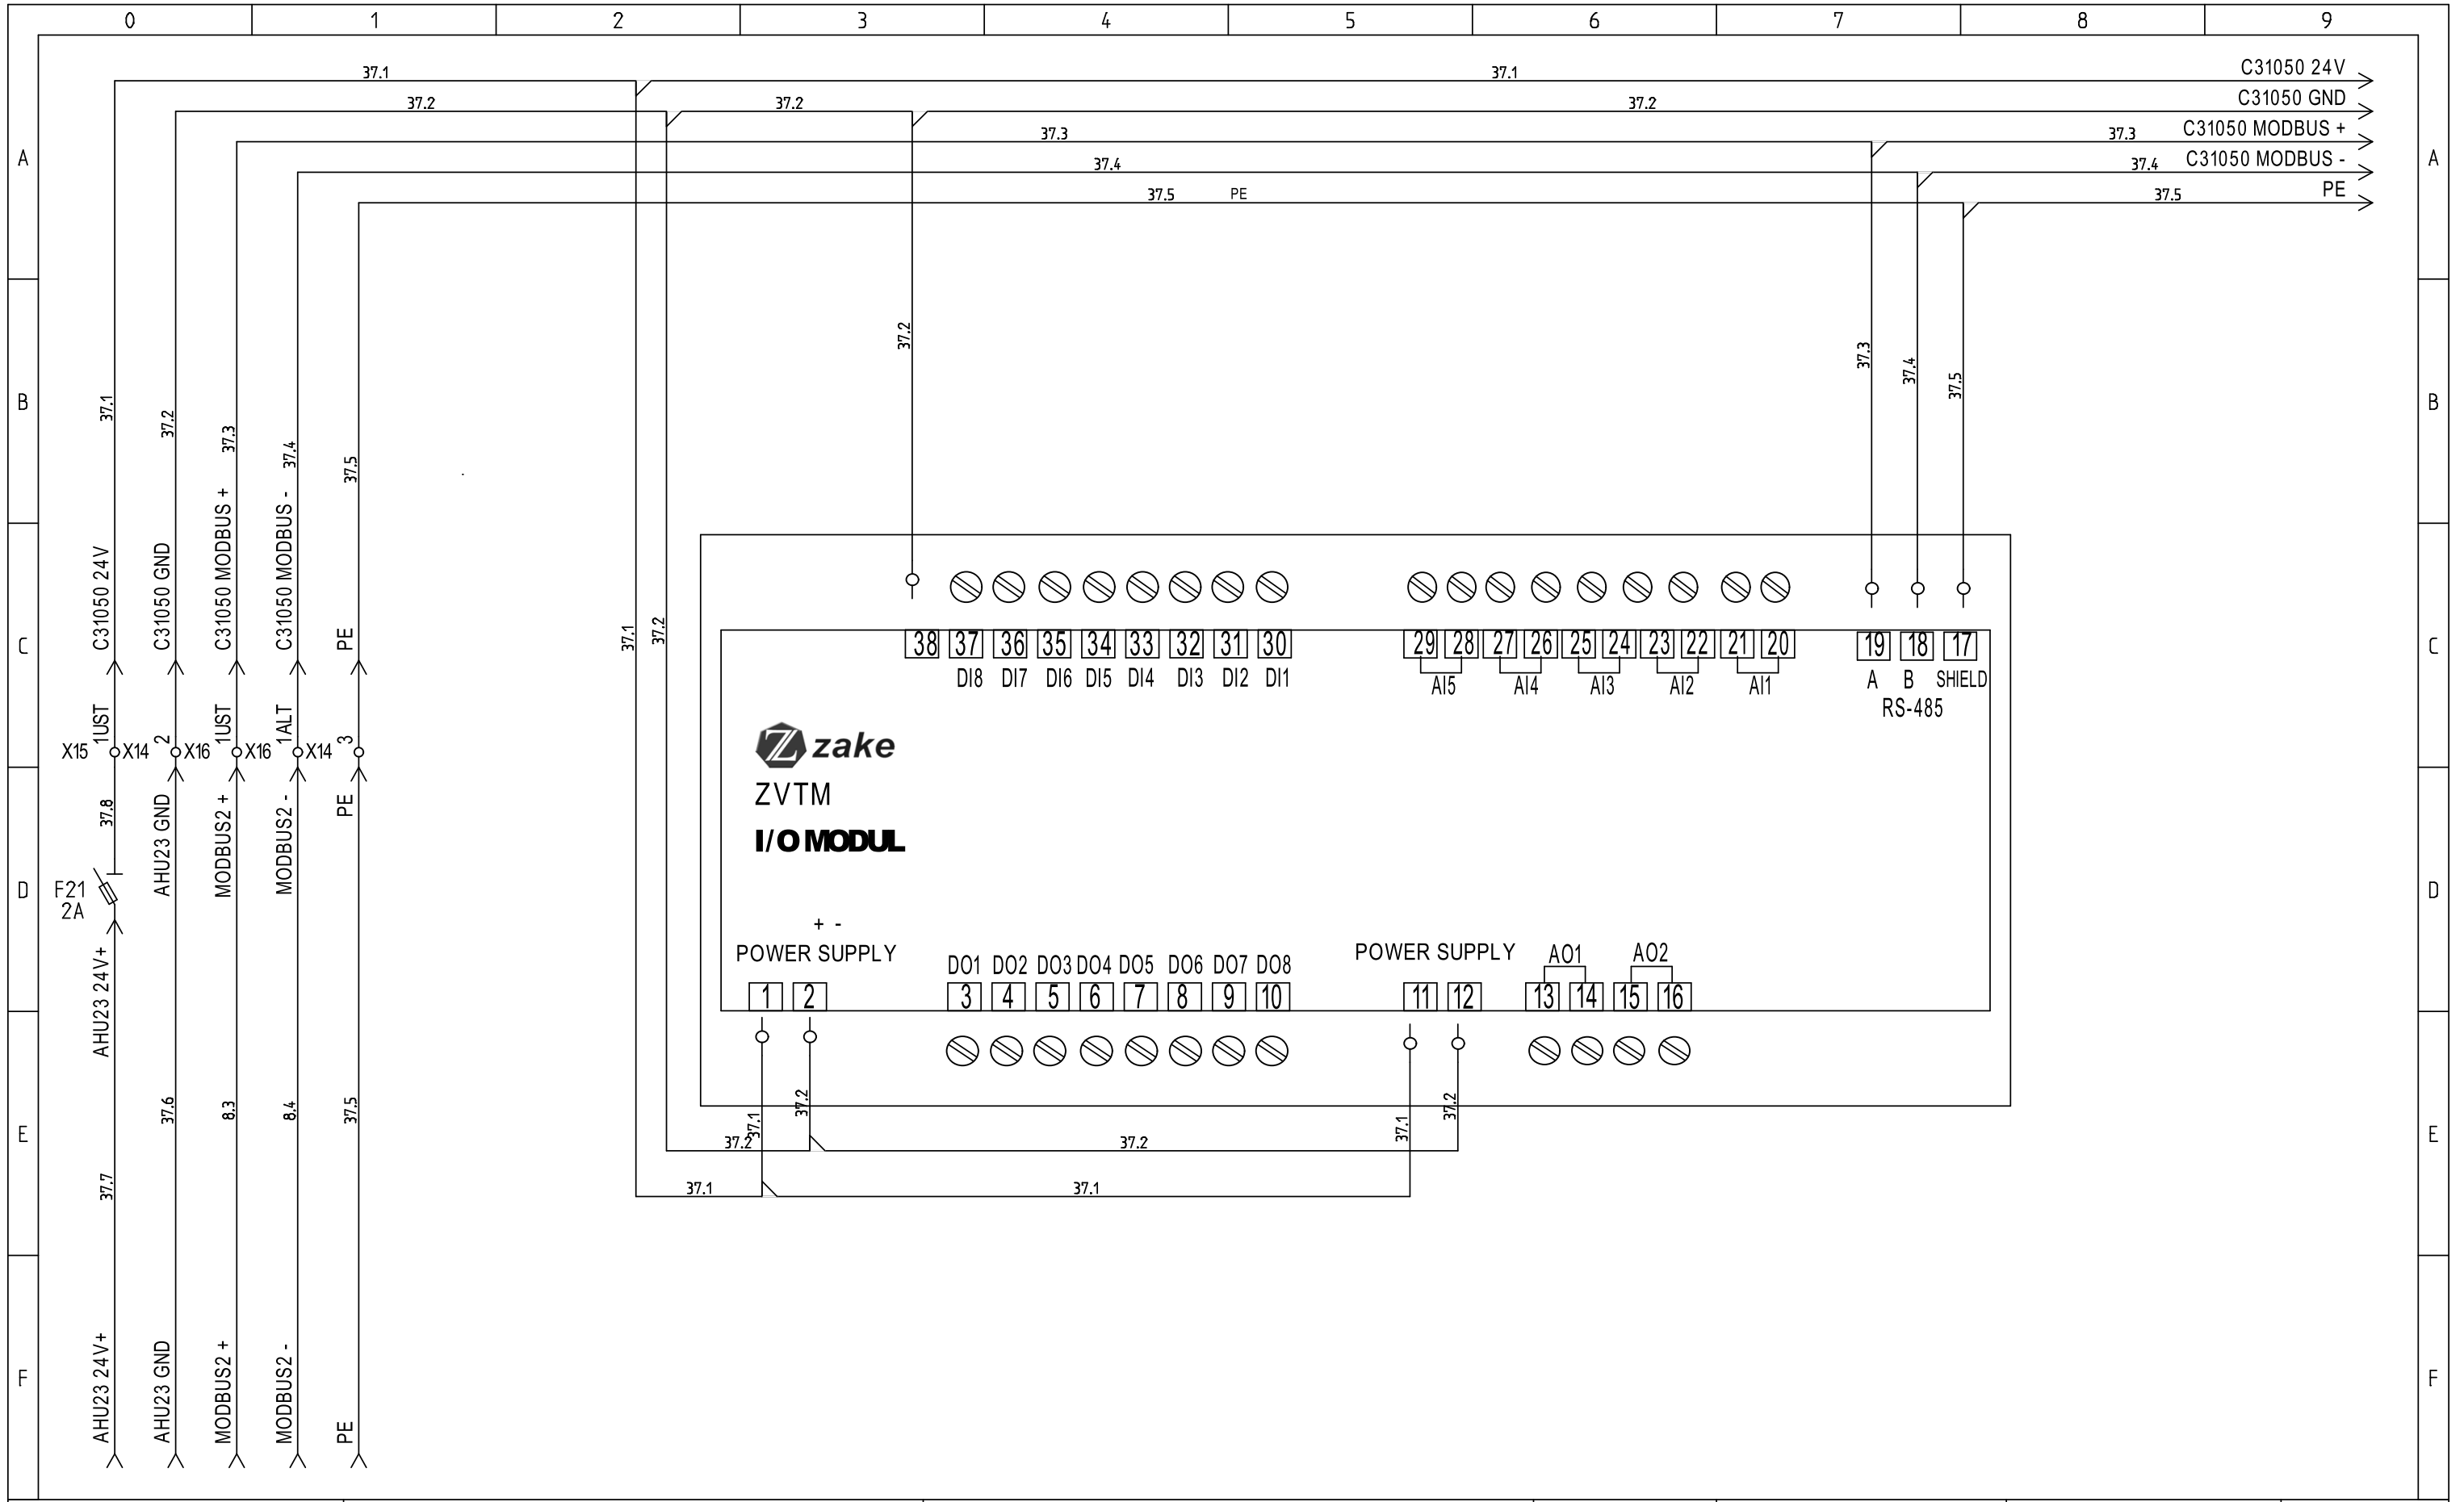 0 1 2 3 4 5 6 7 8 9
37.1 37.1 C31050 24V
37.2 37.2 37.2 C31050 GND
37.3 37.3 C31050 MODBUS +
37.4 37.4 C31050 MODBUS -
37.5 PE 37.5 PE
A A
37.2 37.3 37.4 37.5
B B
37.1 37.2 37.3 37.4 37.5
C31050 24V
C31050 GND
C31050 MODBUS +
C31050 MODBUS -
PE
37.1 37.2
C C
38 37 36 35 34 33 32 31 30 29 28 27 26 25 24 23 22 21 20 19 18 17
DI8 DI7 DI6 DI5 DI4 DI3 DI2 DI1 AI5 AI4 AI3 AI2 AI1 A B SHIELD
RS-485
1UST 2 1UST 1ALT 3
X15 X14 X16 X16 X14
zake
ZVTM
I/O MODUL
37.8
AHU23 GND
MODBUS2 +
MODBUS2 -
PE
D D
F21
2A
+ -
POWER SUPPLY POWER SUPPLY
DO1 DO2 DO3 DO4 DO5 DO6 DO7 DO8 AO1 AO2
1 2 3 4 5 6 7 8 9 10 11 12 13 14 15 16
AHU23 24V+
37.6 8.3 8.4 37.5
37.1 37.2 37.1 37.2
E E
37.2 37.2
37.7
37.1 37.1
F F
AHU23 24V+
AHU23 GND
MODBUS2 +
MODBUS2 -
PE